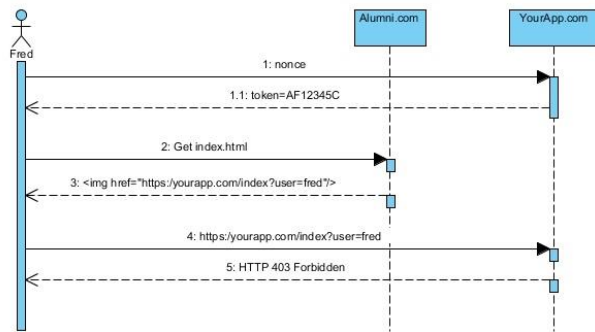 Alumni.com
YourApp.com
Fred
1: nonce
1.1: token=AF12345C
2: Get index.html
3: <img href="https:/yourapp.com/index?user=fred"/>
4: https:/yourapp.com/index?user=fred
5: HTTP 403 Forbidden